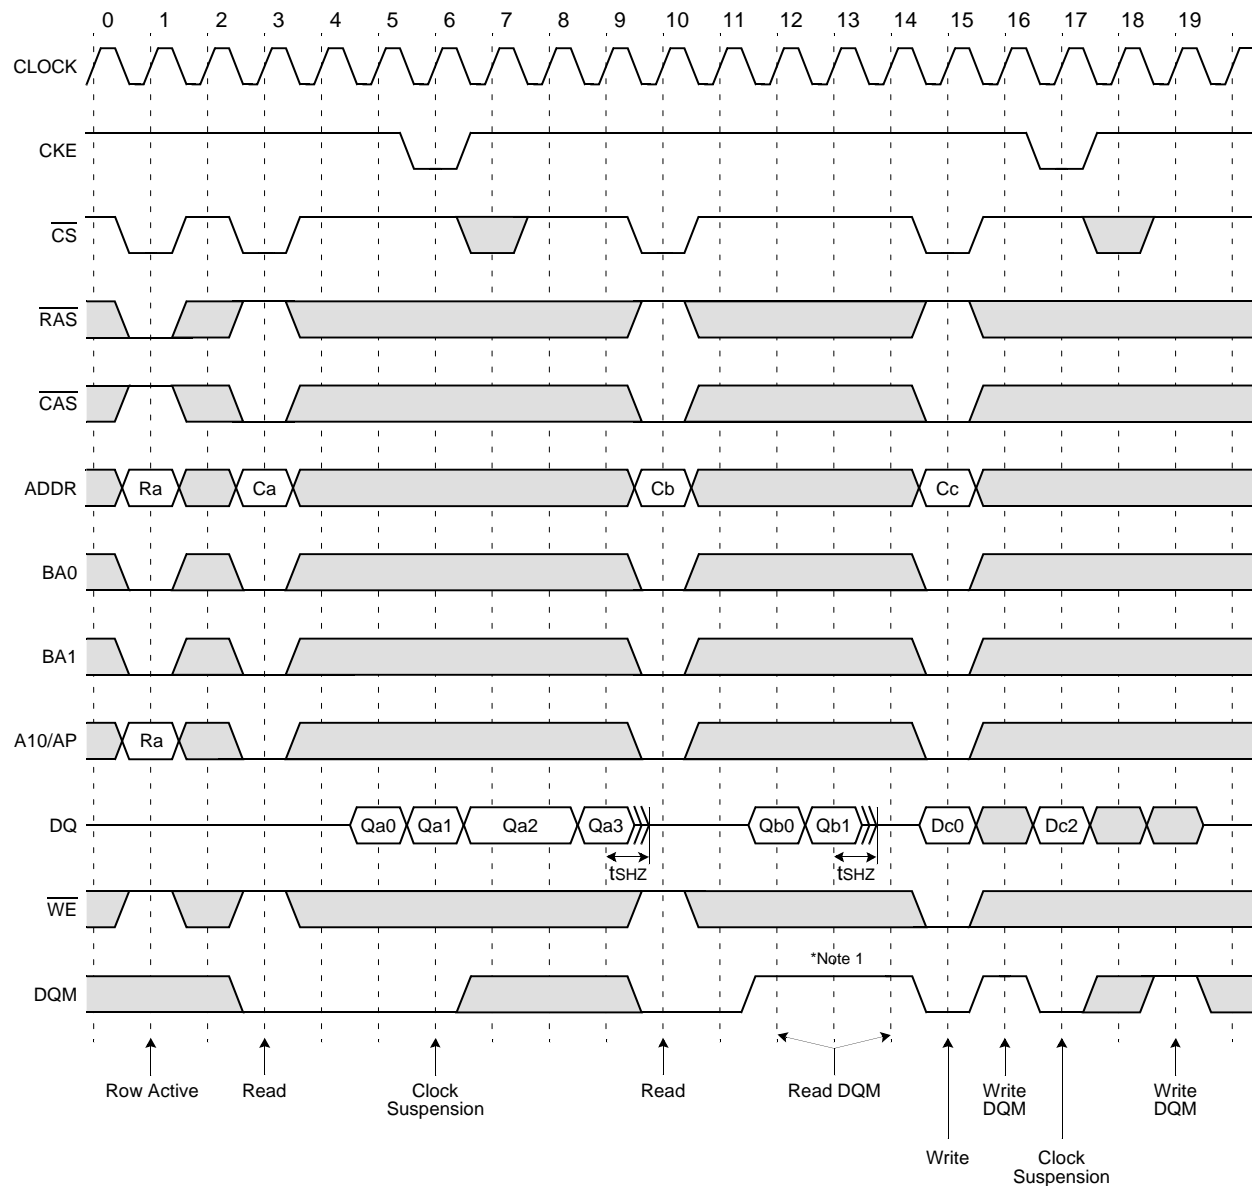 0 1 2 3 4 5 6 7 8 9 10 11 12 13 14 15 16 17 18 19
CLOCK
CKE
CS
RAS
CAS
ADDR Ra Ca Cb Cc
BA0
BA1
A10/AP Ra
DQ Qa0 Qa1 Qa2 Qa3 Qb0 Qb1 Dc0 Dc2
tSHZ tSHZ
WE
*Note 1
DQM
Row Active Read Clock Read Read DQM Write Write
Suspension DQM DQM
Write Clock
Suspension